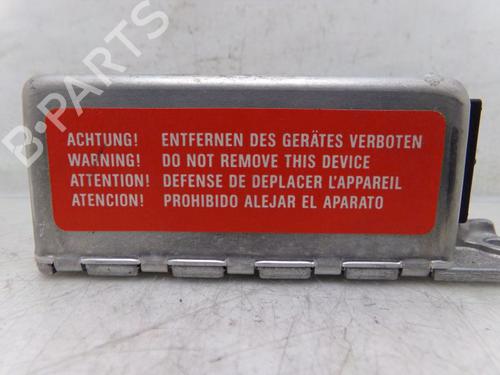 ACHTUNG! ENTFERNEN DES GERÄTES VERBOTEN
WARNING! DO NOT REMOVE THIS DEVICE
ATTENTION! DEFENSE DE DEPLACER L'APPAREIL
ATENCION! PROHIBIDO ALEJAR EL APARATO
B-PARTS